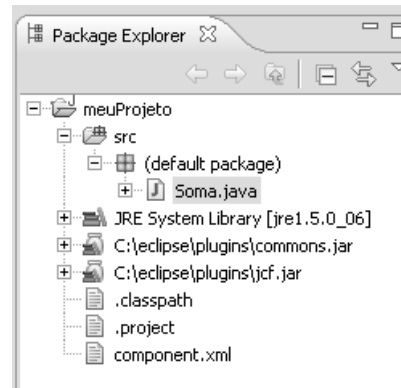 Package Explorer
meuProjeto
src
(default package)
Soma.java
JRE System Library [jre1.5.0_06]
C:\eclipse\plugins\commons.jar
C:\eclipse\plugins\jcf.jar
.classpath
.project
component.xml